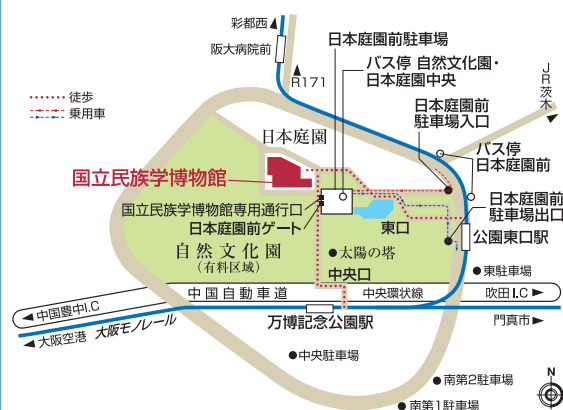 彩都西
阪大病院前
R171
日本庭園前駐車場
バス停 自然文化園・
日本庭園中央
JR茨木
徒歩
乗用車
日本庭園前
駐車場入口
日本庭園
バス停
日本庭園前
国立民族学博物館
国立民族学博物館専用通行口
日本庭園前ゲート
日本庭園前
駐車場出口
東口
公園東口駅
自然文化園
(有料区域)
太陽の塔
中央口
東駐車場
中国豊中I.C
中国自動車道
中央環状線
吹田I.C
大阪空港
大阪モノレール
万博記念公園駅
門真市
中央駐車場
南第2駐車場
南第1駐車場
N